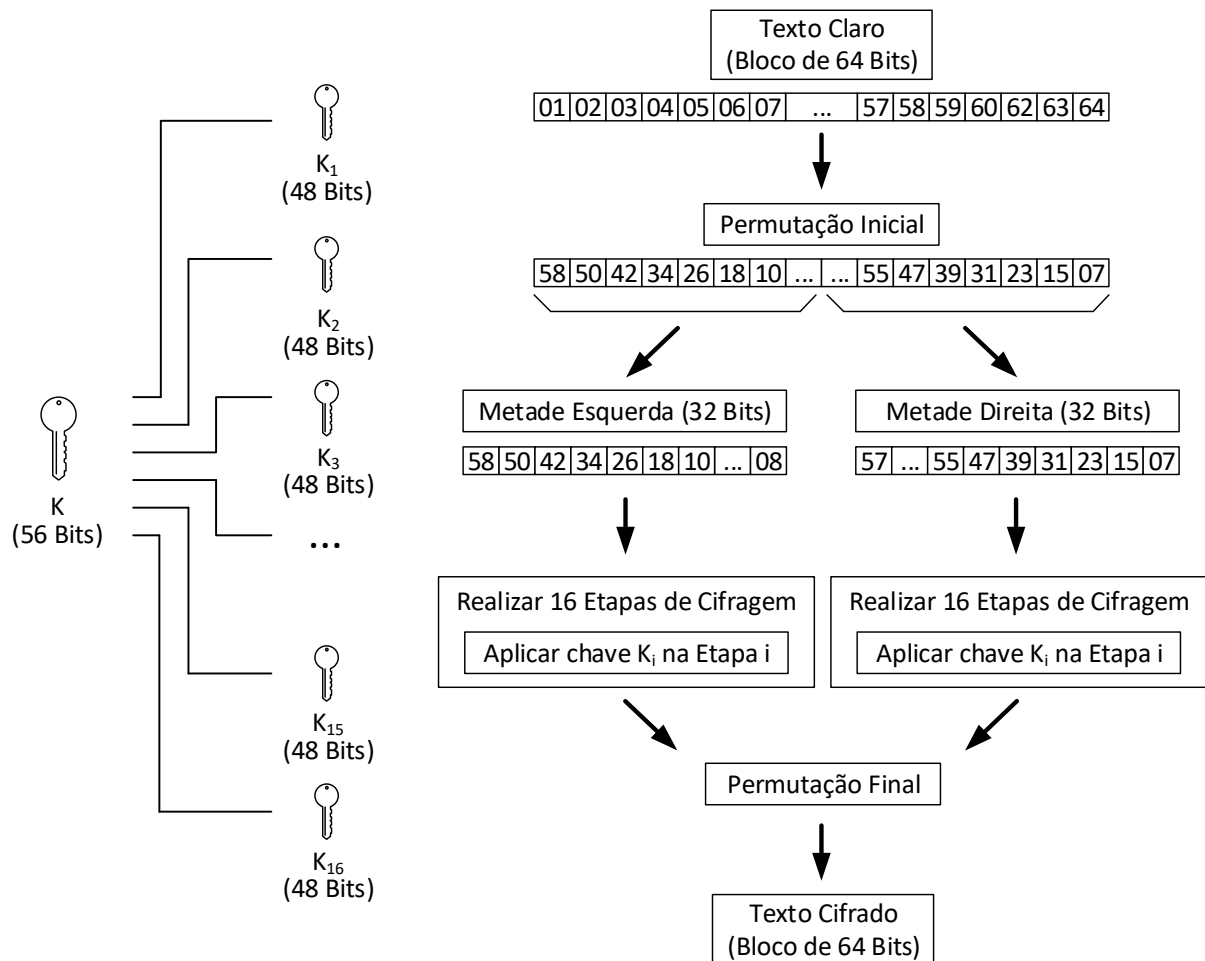 Texto Claro
(Bloco de 64 Bits)
01 02 03 04 05 06 07 ... 57 58 59 60 62 63 64
Permutação Inicial
58 50 42 34 26 18 10 ... ... 55 47 39 31 23 15 07
Metade Esquerda (32 Bits)
58 50 42 34 26 18 10 ... 08
Metade Direita (32 Bits)
57 ... 55 47 39 31 23 15 07
Realizar 16 Etapas de Cifragem
Aplicar chave Ki na Etapa i
Realizar 16 Etapas de Cifragem
Aplicar chave Ki na Etapa i
Permutação Final
Texto Cifrado
(Bloco de 64 Bits)
K
(56 Bits)
K1
(48 Bits)
K2
(48 Bits)
K3
(48 Bits)
...
K15
(48 Bits)
K16
(48 Bits)